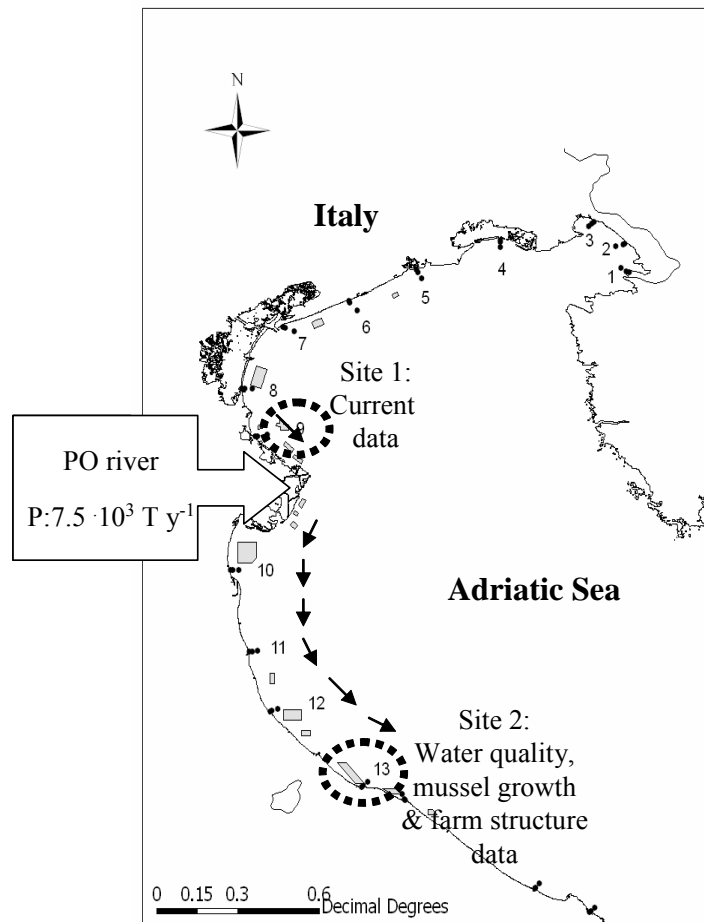 N
Italy
3
2
4
1
5
6
7
Site 1:
8
Current
data
9
PO river
P:7.5 ·10³ T y⁻¹
10
Adriatic Sea
11
12
Site 2:
Water quality,
13
mussel growth
& farm structure
data
0 0.15 0.3 0.6
Decimal Degrees